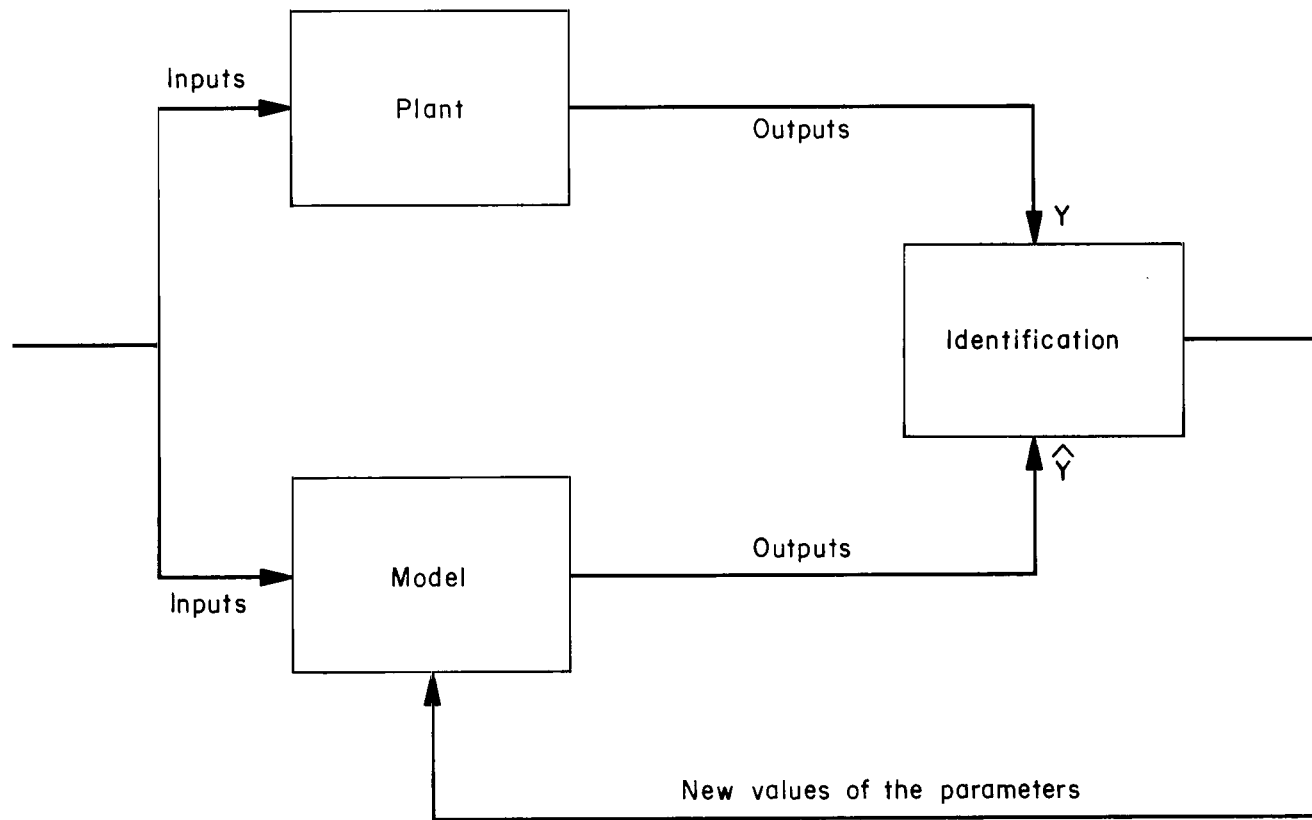 Inputs
Plant
Outputs
Y
Identification
Ŷ
Outputs
Model
Inputs
New values of the parameters